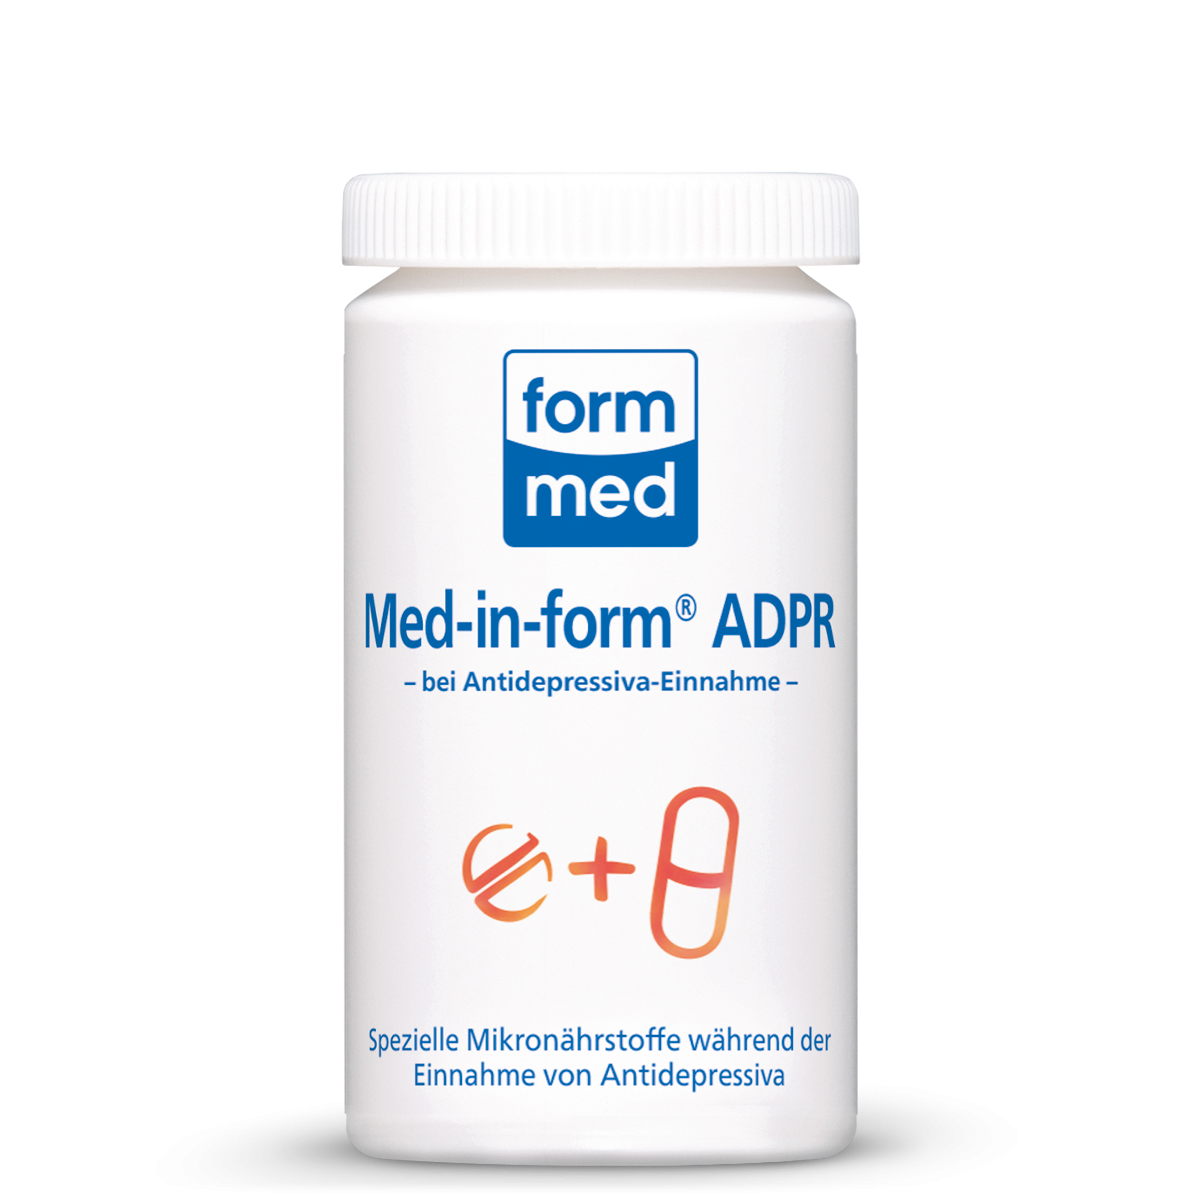 form
med
Med-in-form® ADPR
– bei Antidepressiva-Einnahme –
Spezielle Mikronährstoffe während der
Einnahme von Antidepressiva